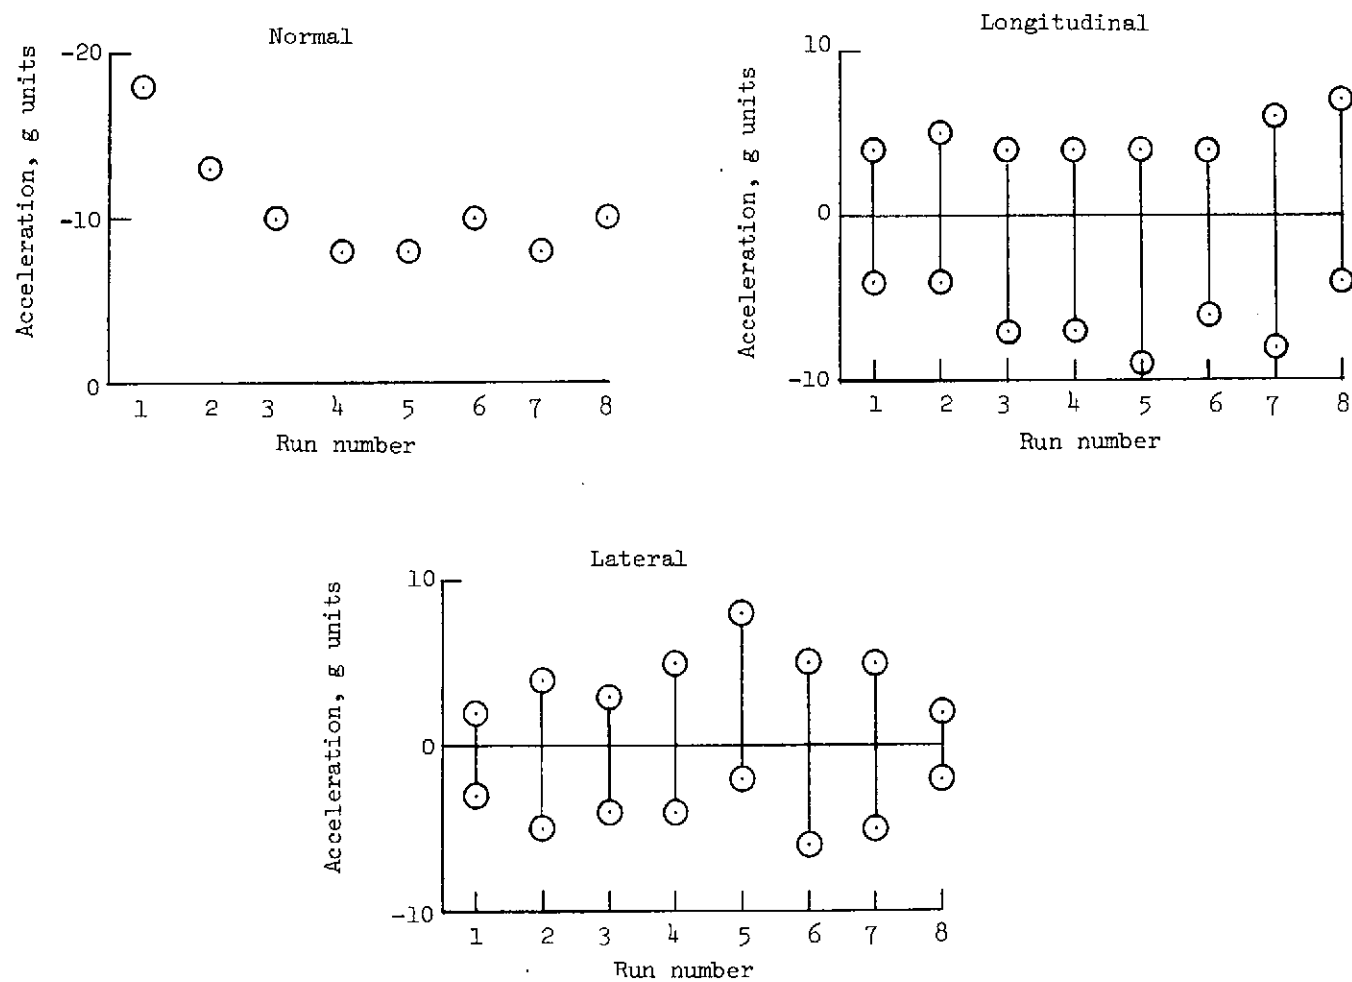 Normal
Acceleration, g units
-20
-10
0
1 2 3 4 5 6 7 8
Run number
Longitudinal
Acceleration, g units
10
0
-10
1 2 3 4 5 6 7 8
Run number
Lateral
Acceleration, g units
10
0
-10
1 2 3 4 5 6 7 8
Run number